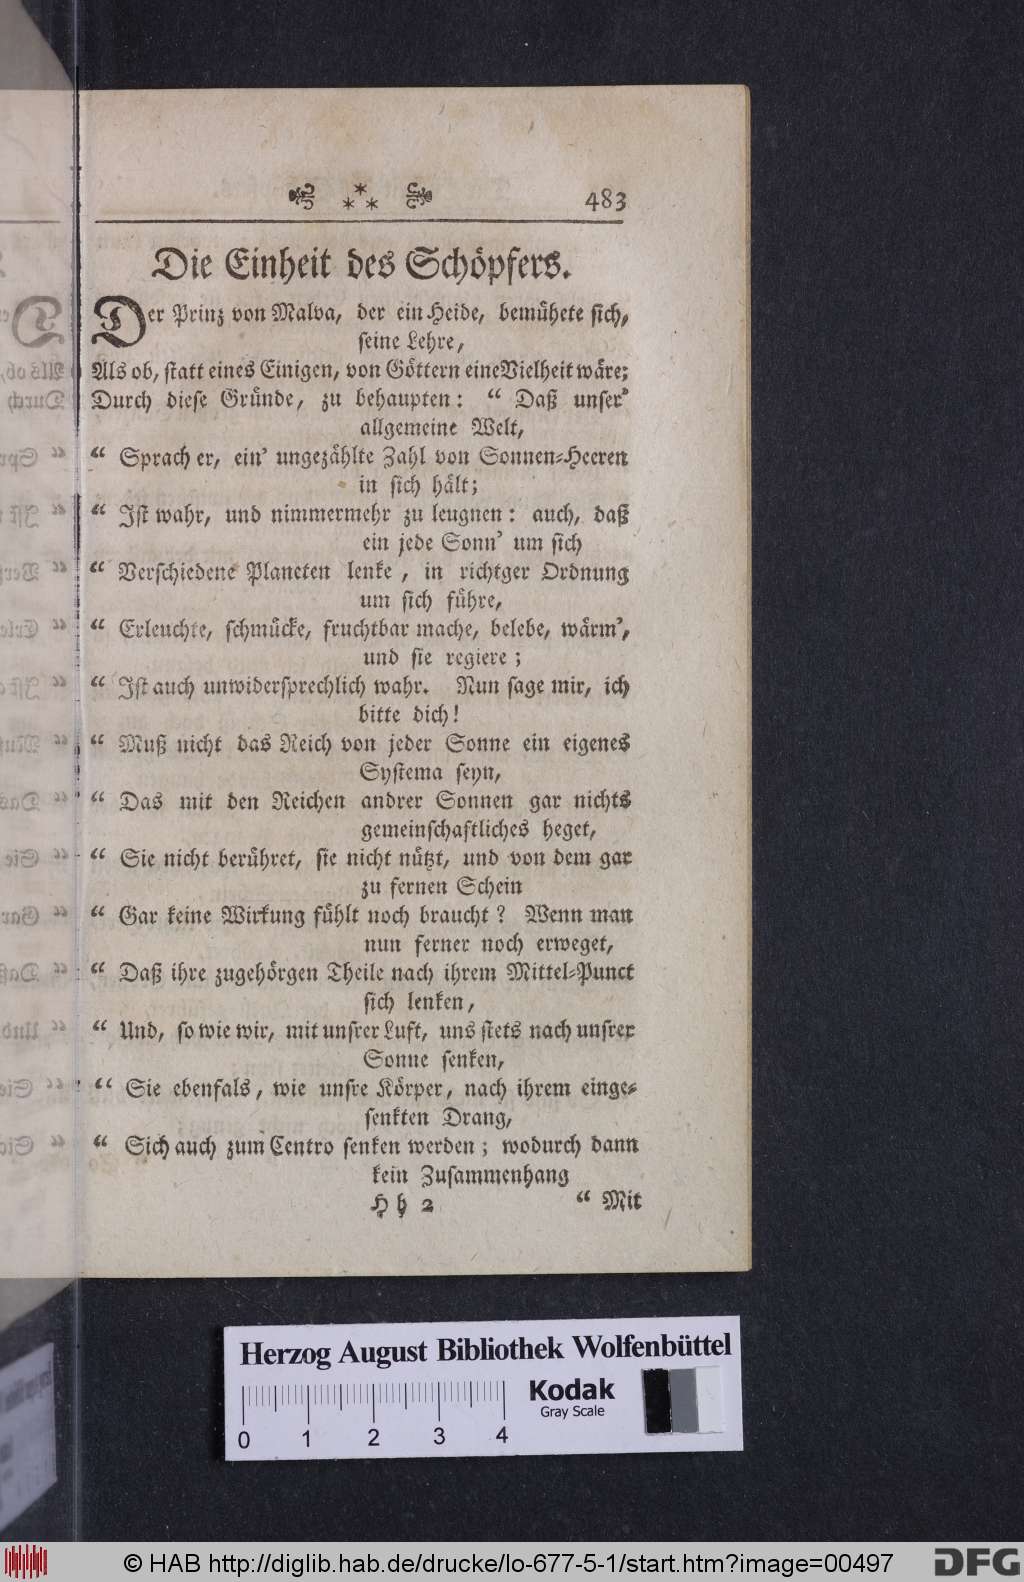 483
Die Einheit des Schöpfers.
Der Prinz von Malva, der ein Heide, bemühete sich,
seine Lehre,
Als ob, statt eines Einigen, von Göttern eine Vielheit wäre;
Durch diese Gründe, zu behaupten: “ Daß unser'
allgemeine Welt,
“ Sprach er, ein' ungezählte Zahl von Sonnen-Heeren
in sich hält;
“ Ist wahr, und nimmermehr zu leugnen: auch, daß
ein jede Sonn' um sich
“ Verschiedene Planeten lenke, in richtger Ordnung
um sich führe,
“ Erleuchte, schmücke, fruchtbar mache, belebe, wärm',
und sie regiere;
“ Ist auch unwidersprechlich wahr. Nun sage mir, ich
bitte dich!
“ Muß nicht das Reich von jeder Sonne ein eigenes
Systema seyn,
“ Das mit den Reichen andrer Sonnen gar nichts
gemeinschaftliches heget,
“ Sie nicht berühret, sie nicht nützt, und von dem gar
zu fernen Schein
“ Gar keine Wirkung fühlt noch braucht? Wenn man
nun ferner noch erweget,
“ Daß ihre zugehörgen Theile nach ihrem Mittel-Punct
sich lenken,
“ Und, so wie wir, mit unsrer Luft, uns stets nach unsrer
Sonne senken,
“ Sie ebenfals, wie unsre Körper, nach ihrem einge-
senkten Drang,
“ Sich auch zum Centro senken werden; wodurch dann
kein Zusammenhang
H h 2 “ Mit
Herzog August Bibliothek Wolfenbüttel
Kodak
Gray Scale
0 1 2 3 4
© HAB http://diglib.hab.de/drucke/lo-677-5-1/start.htm?image=00497
DFG